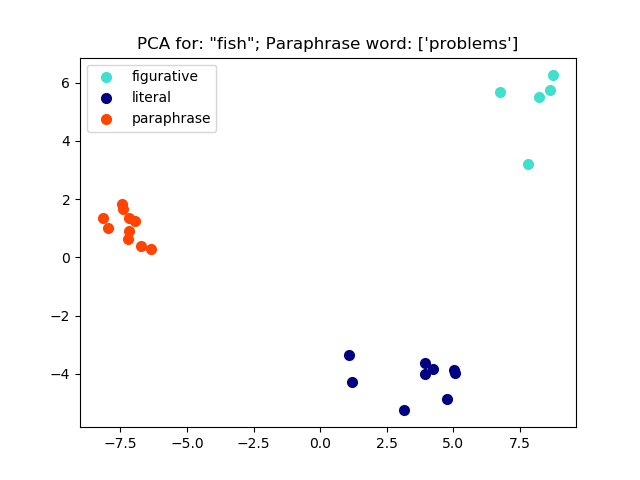 PCA for: "fish"; Paraphrase word: ['problems']
figurative
literal
paraphrase
6
4
2
0
−2
−4
−7.5 −5.0 −2.5 0.0 2.5 5.0 7.5